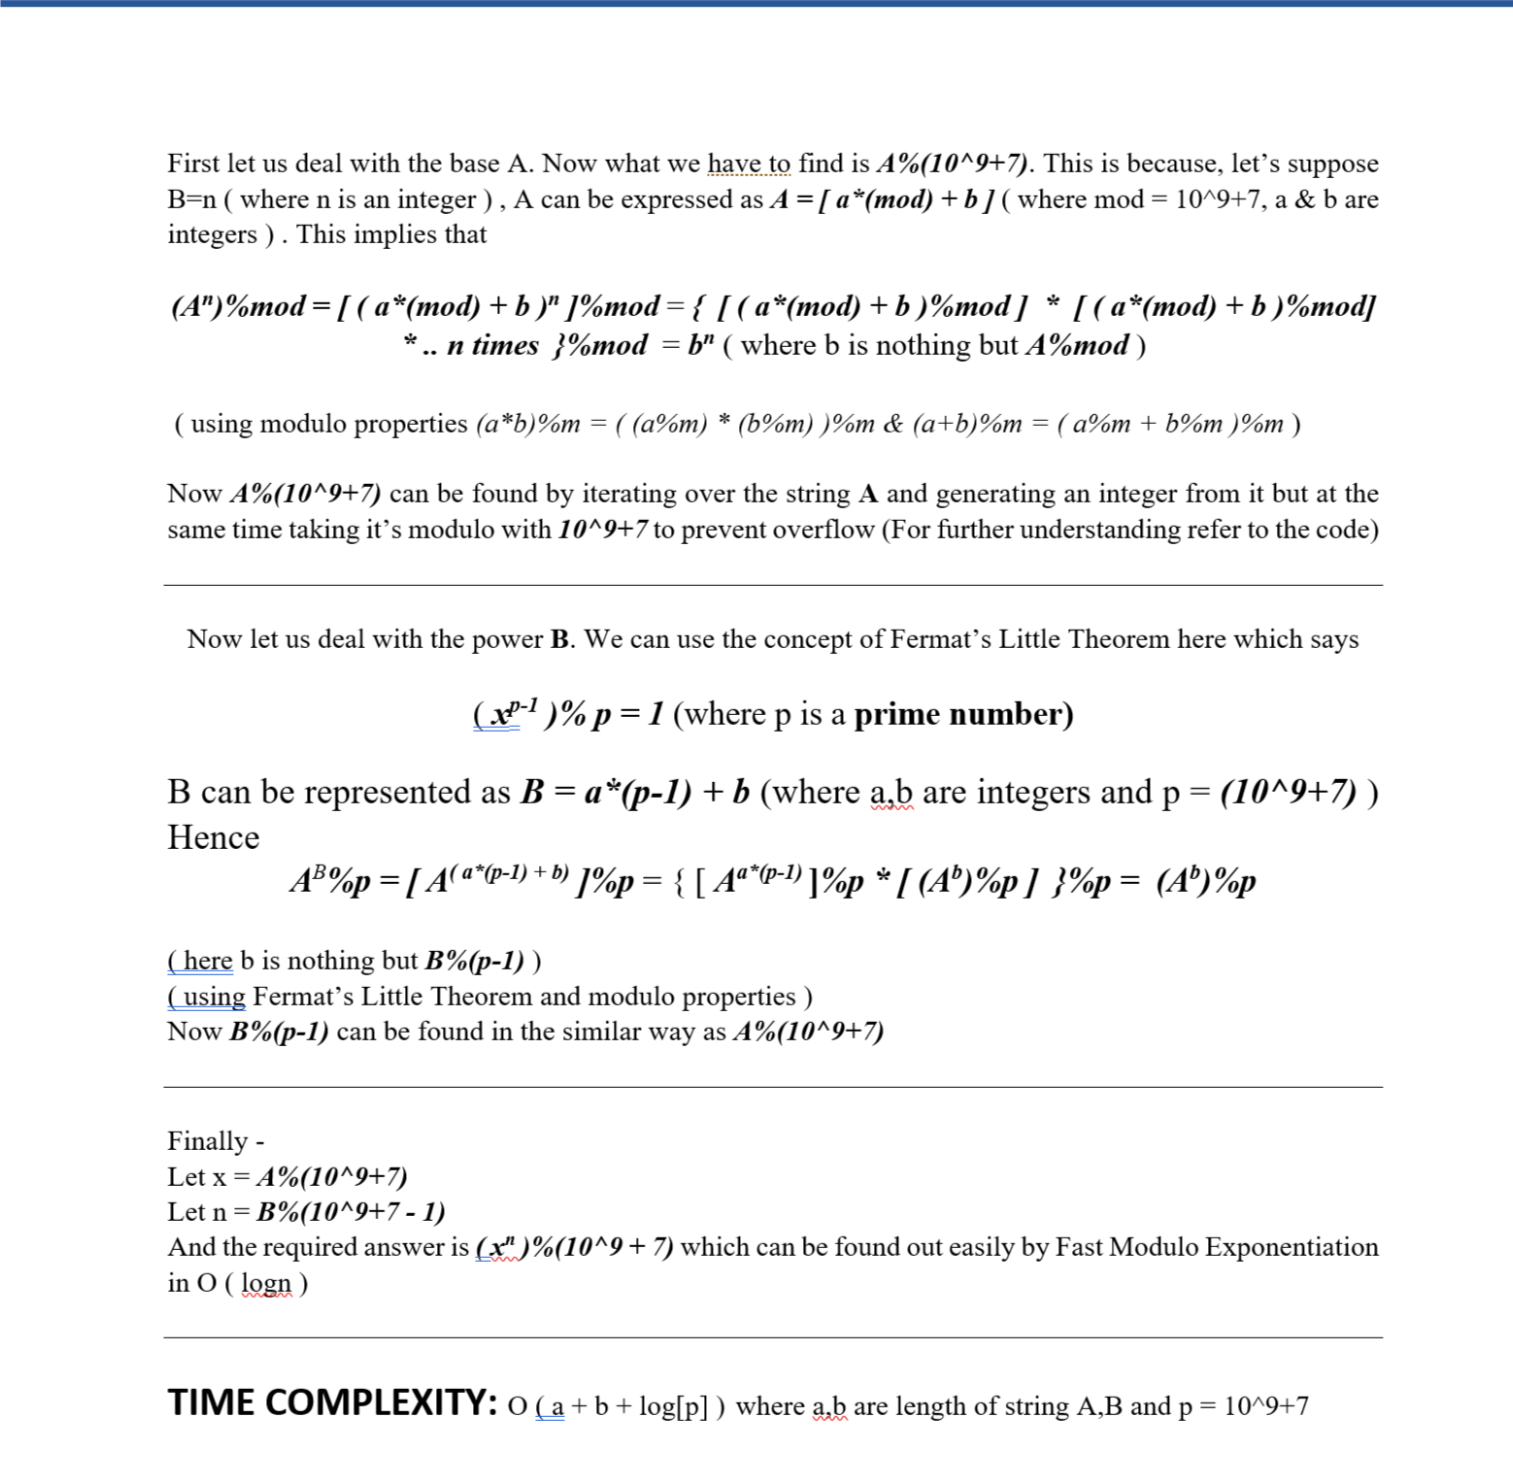 First let us deal with the base A. Now what we have to find is A%(10^9+7). This is because, let’s suppose
B=n ( where n is an integer ) , A can be expressed as A = [ a*(mod) + b ] ( where mod = 10^9+7, a & b are
integers ) . This implies that
(Aⁿ)%mod = [ ( a*(mod) + b )ⁿ ]%mod = { [ ( a*(mod) + b )%mod ] * [ ( a*(mod) + b )%mod]
* .. n times }%mod = bⁿ ( where b is nothing but A%mod )
( using modulo properties (a*b)%m = ( (a%m) * (b%m) )%m & (a+b)%m = ( a%m + b%m )%m )
Now A%(10^9+7) can be found by iterating over the string A and generating an integer from it but at the
same time taking it’s modulo with 10^9+7 to prevent overflow (For further understanding refer to the code)
Now let us deal with the power B. We can use the concept of Fermat’s Little Theorem here which says
( x^p-1 )% p = 1 (where p is a prime number)
B can be represented as B = a*(p-1) + b (where a,b are integers and p = (10^9+7) )
Hence
A^B%p = [ A^( a*(p-1) + b) ]%p = { [ A^a*(p-1) ]%p * [ (A^b)%p ] }%p = (A^b)%p
( here b is nothing but B%(p-1) )
( using Fermat’s Little Theorem and modulo properties )
Now B%(p-1) can be found in the similar way as A%(10^9+7)
Finally -
Let x = A%(10^9+7)
Let n = B%(10^9+7 - 1)
And the required answer is (xⁿ )%(10^9 + 7) which can be found out easily by Fast Modulo Exponentiation
in O ( logn )
TIME COMPLEXITY: O ( a + b + log[p] ) where a,b are length of string A,B and p = 10^9+7